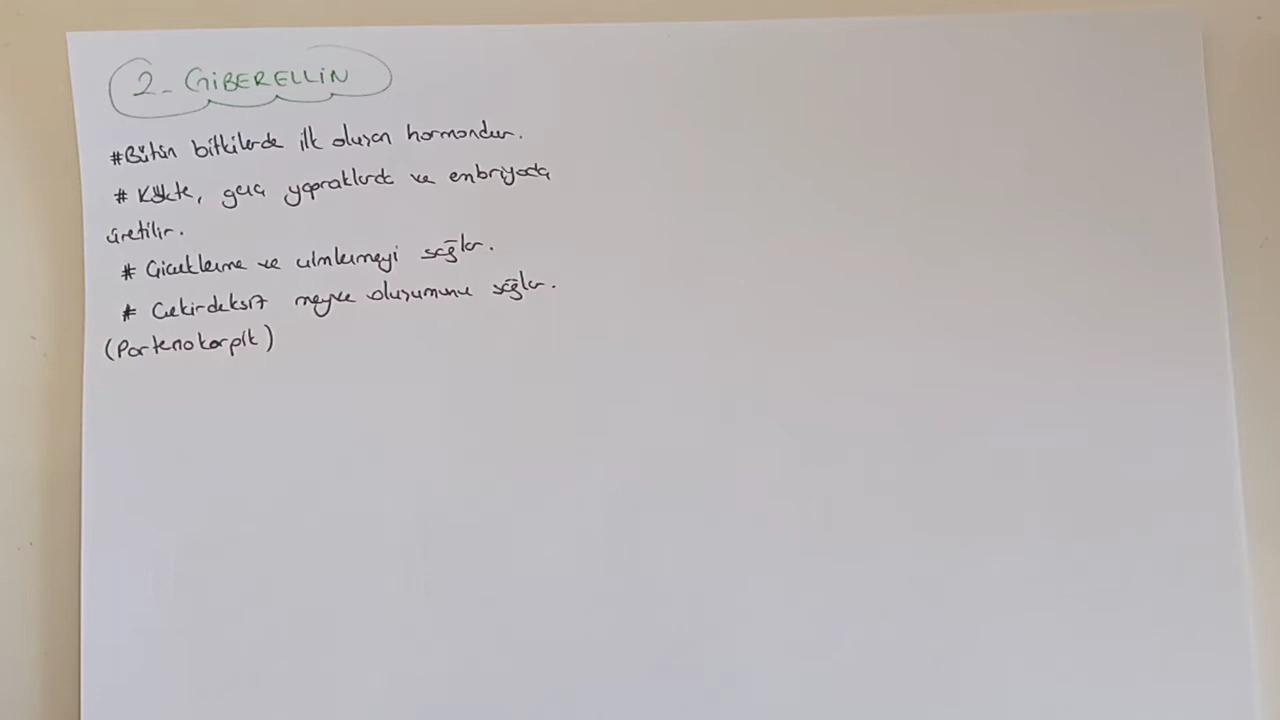 2- GİBERELLİN
#Bütün bitkilerde ilk oluşan hormondur.
# Kökte, genç yapraklarda ve embriyoda
üretilir.
# Çiçeklenme ve çimlenmeyi sağlar.
# Çekirdeksiz meyve oluşumunu sağlar.
(Partenokarpik)